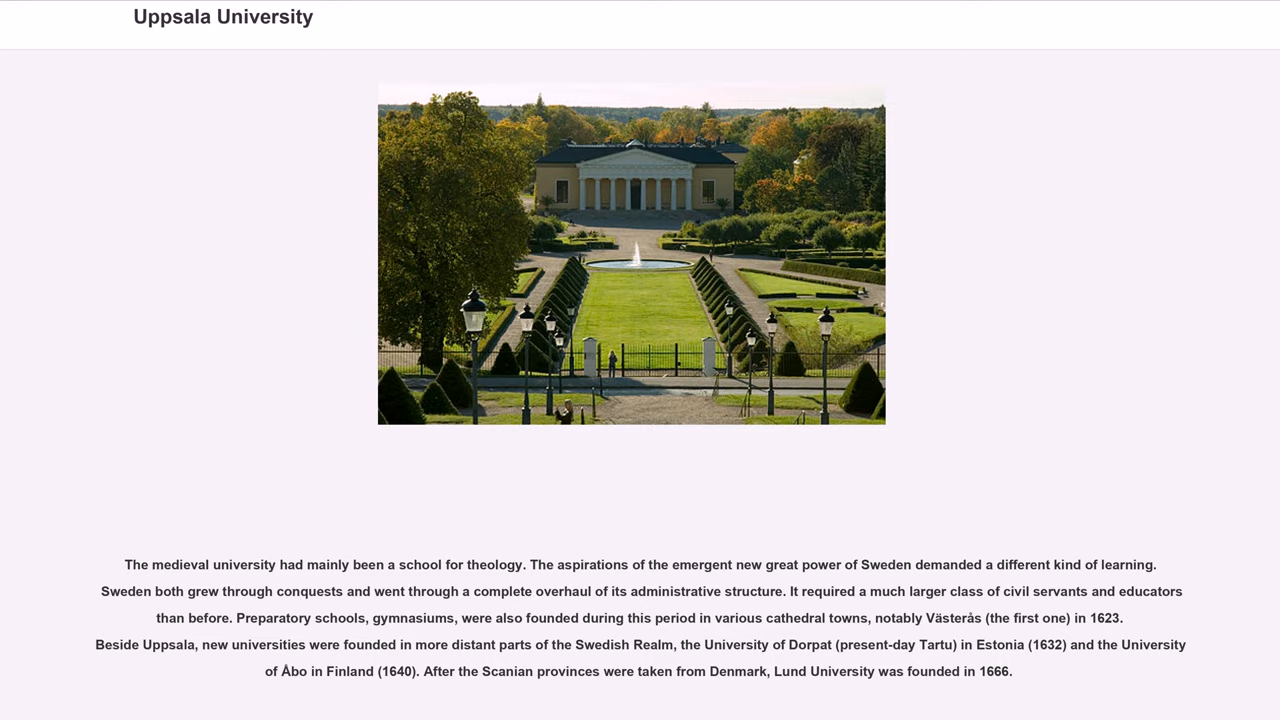 Uppsala University
The medieval university had mainly been a school for theology. The aspirations of the emergent new great power of Sweden demanded a different kind of learning.
Sweden both grew through conquests and went through a complete overhaul of its administrative structure. It required a much larger class of civil servants and educators
than before. Preparatory schools, gymnasiums, were also founded during this period in various cathedral towns, notably Västerås (the first one) in 1623.
Beside Uppsala, new universities were founded in more distant parts of the Swedish Realm, the University of Dorpat (present-day Tartu) in Estonia (1632) and the University
of Åbo in Finland (1640). After the Scanian provinces were taken from Denmark, Lund University was founded in 1666.